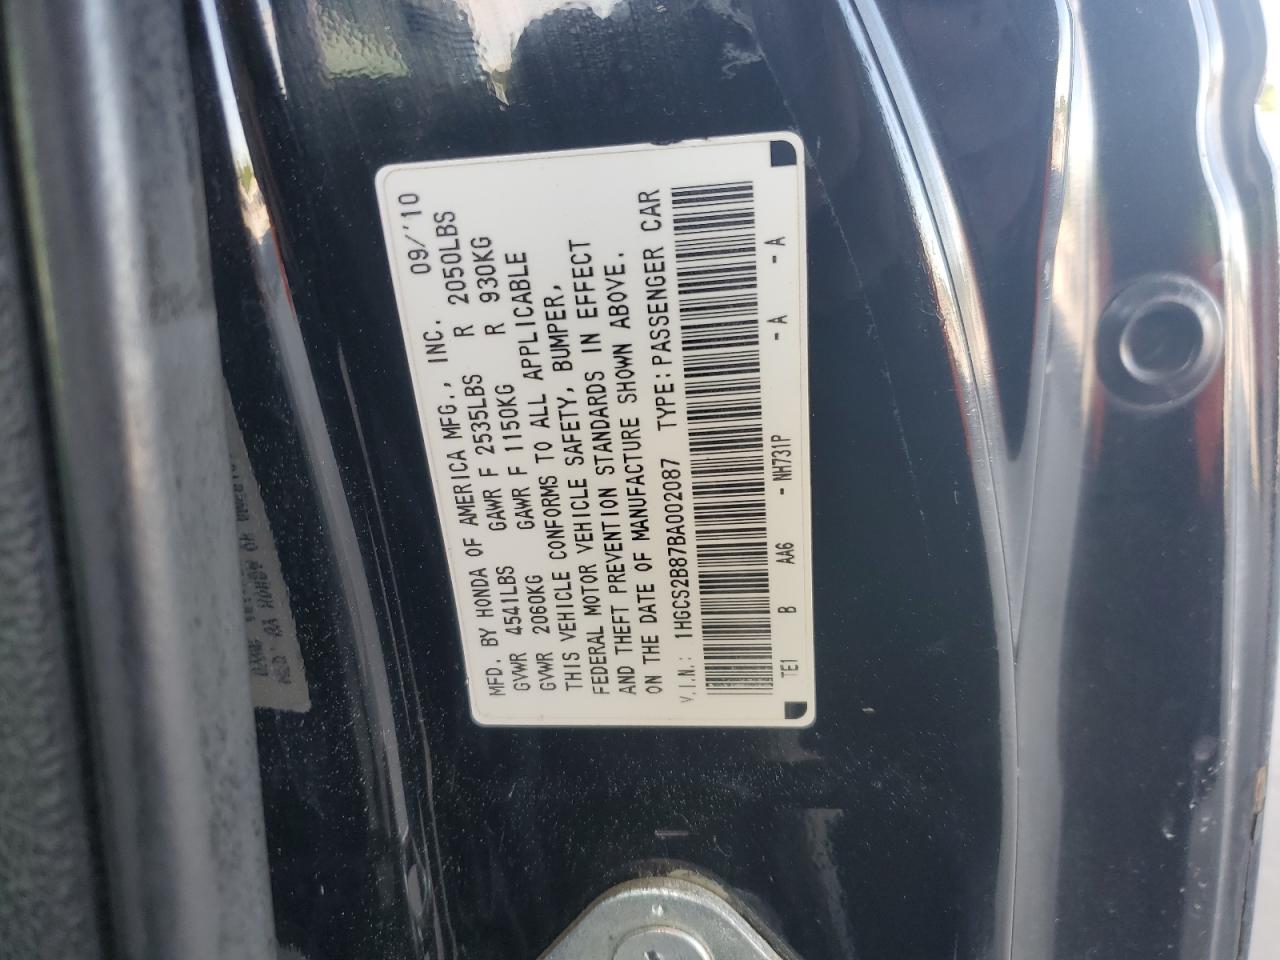 MFD. BY HONDA OF AMERICA MFG., INC. 09/'10
GVWR 4541LBS GAWR F 2535LBS R 2050LBS
GVWR 2060KG GAWR F 1150KG R 930KG
THIS VEHICLE CONFORMS TO ALL APPLICABLE
FEDERAL MOTOR VEHICLE SAFETY, BUMPER,
AND THEFT PREVENTION STANDARDS IN EFFECT
ON THE DATE OF MANUFACTURE SHOWN ABOVE.
V.I.N.: 1HGCS2B87BA002087 TYPE:PASSENGER CAR
TE1 B AA6 - NH731P - A - A